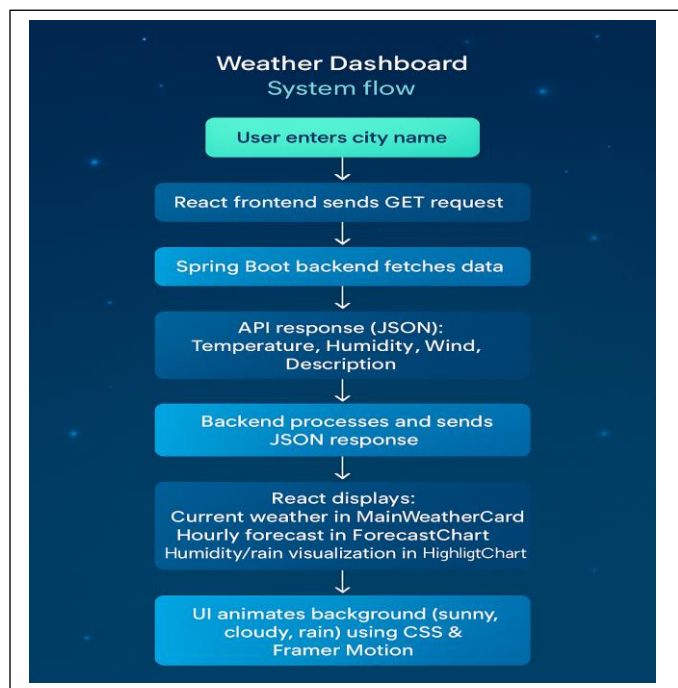 Weather Dashboard
System flow
User enters city name
React frontend sends GET request
Spring Boot backend fetches data
API response (JSON):
Temperature, Humidity, Wind,
Description
Backend processes and sends
JSON response
React displays:
Current weather in MainWeatherCard
Hourly forecast in ForecastChart
Humidity/rain visualization in HighligtChart
UI animates background (sunny,
cloudy, rain) using CSS &
Framer Motion